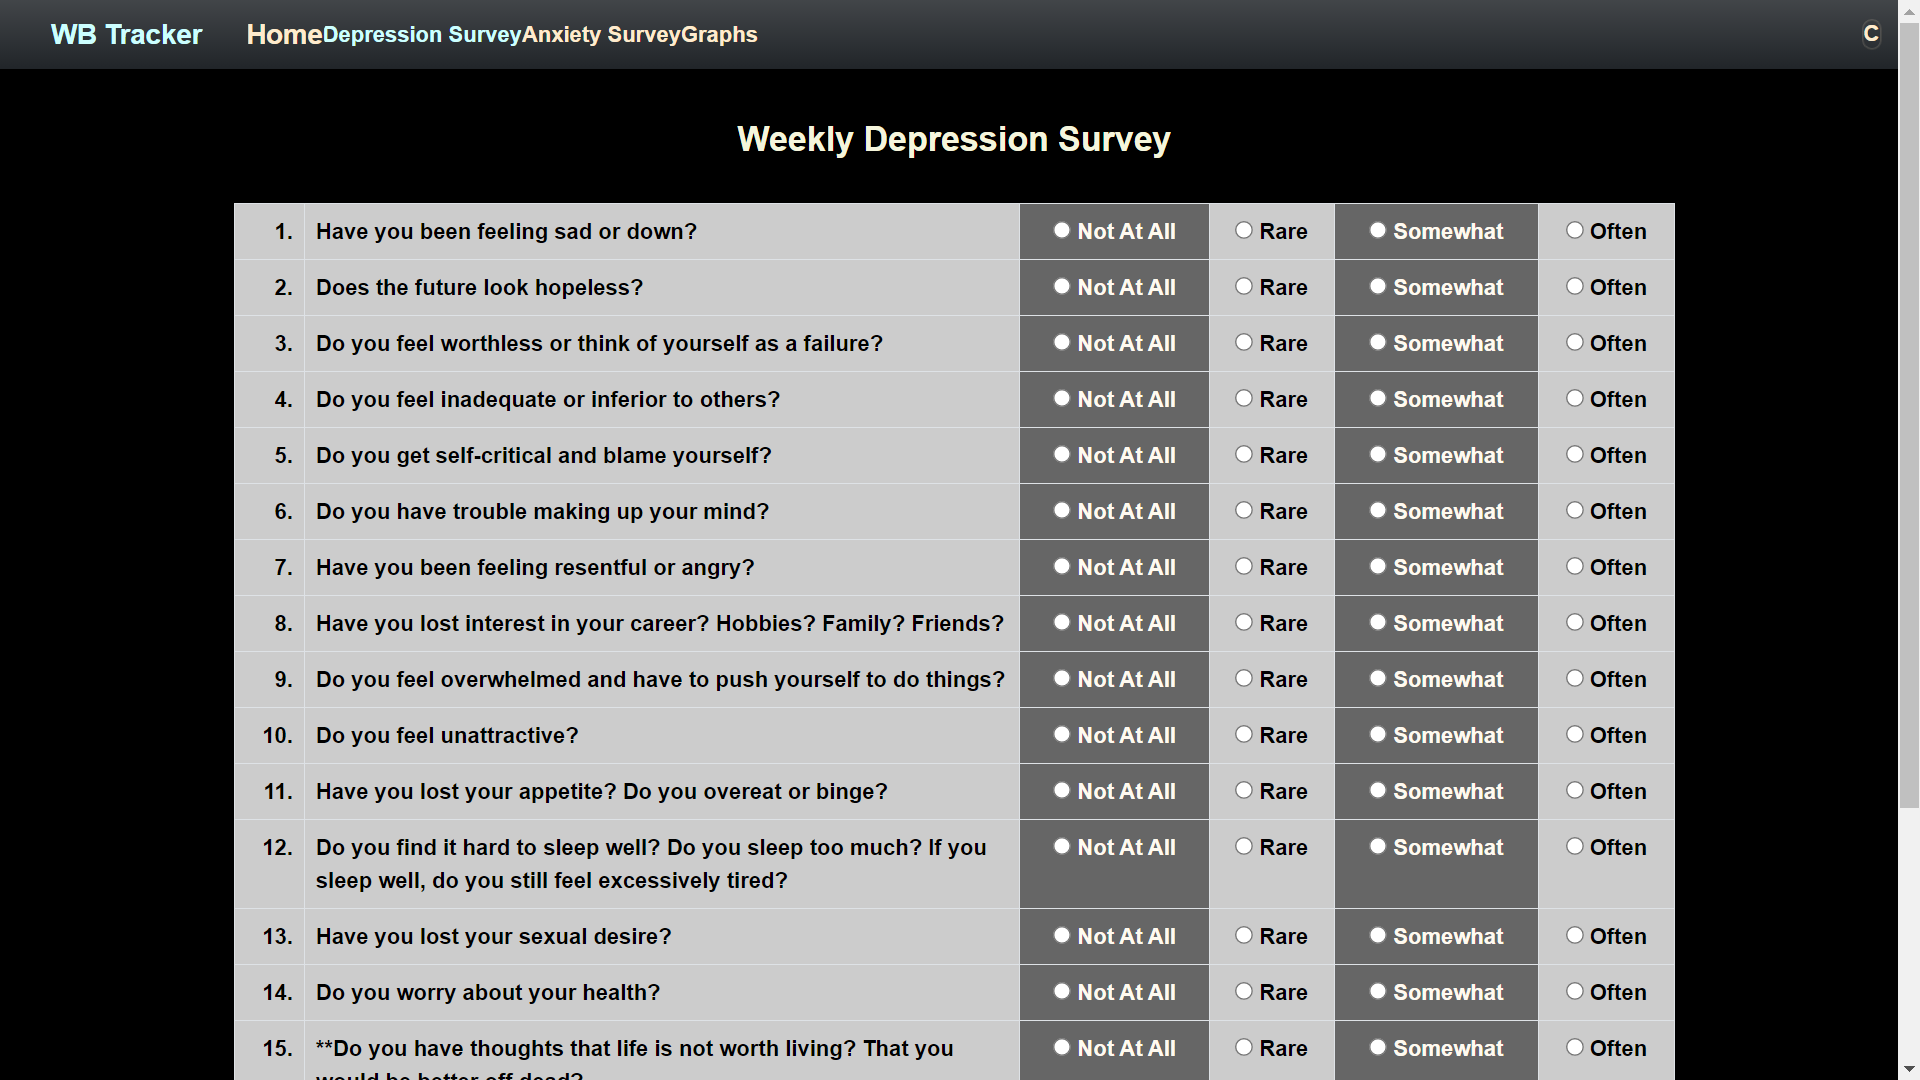 WB Tracker Home Depression Survey Anxiety Survey Graphs C
Weekly Depression Survey
1. Have you been feeling sad or down? Not At All Rare Somewhat Often
2. Does the future look hopeless? Not At All Rare Somewhat Often
3. Do you feel worthless or think of yourself as a failure? Not At All Rare Somewhat Often
4. Do you feel inadequate or inferior to others? Not At All Rare Somewhat Often
5. Do you get self-critical and blame yourself? Not At All Rare Somewhat Often
6. Do you have trouble making up your mind? Not At All Rare Somewhat Often
7. Have you been feeling resentful or angry? Not At All Rare Somewhat Often
8. Have you lost interest in your career? Hobbies? Family? Friends? Not At All Rare Somewhat Often
9. Do you feel overwhelmed and have to push yourself to do things? Not At All Rare Somewhat Often
10. Do you feel unattractive? Not At All Rare Somewhat Often
11. Have you lost your appetite? Do you overeat or binge? Not At All Rare Somewhat Often
12. Do you find it hard to sleep well? Do you sleep too much? If you Not At All Rare Somewhat Often
sleep well, do you still feel excessively tired?
13. Have you lost your sexual desire? Not At All Rare Somewhat Often
14. Do you worry about your health? Not At All Rare Somewhat Often
15. **Do you have thoughts that life is not worth living? That you Not At All Rare Somewhat Often
would be better off dead?